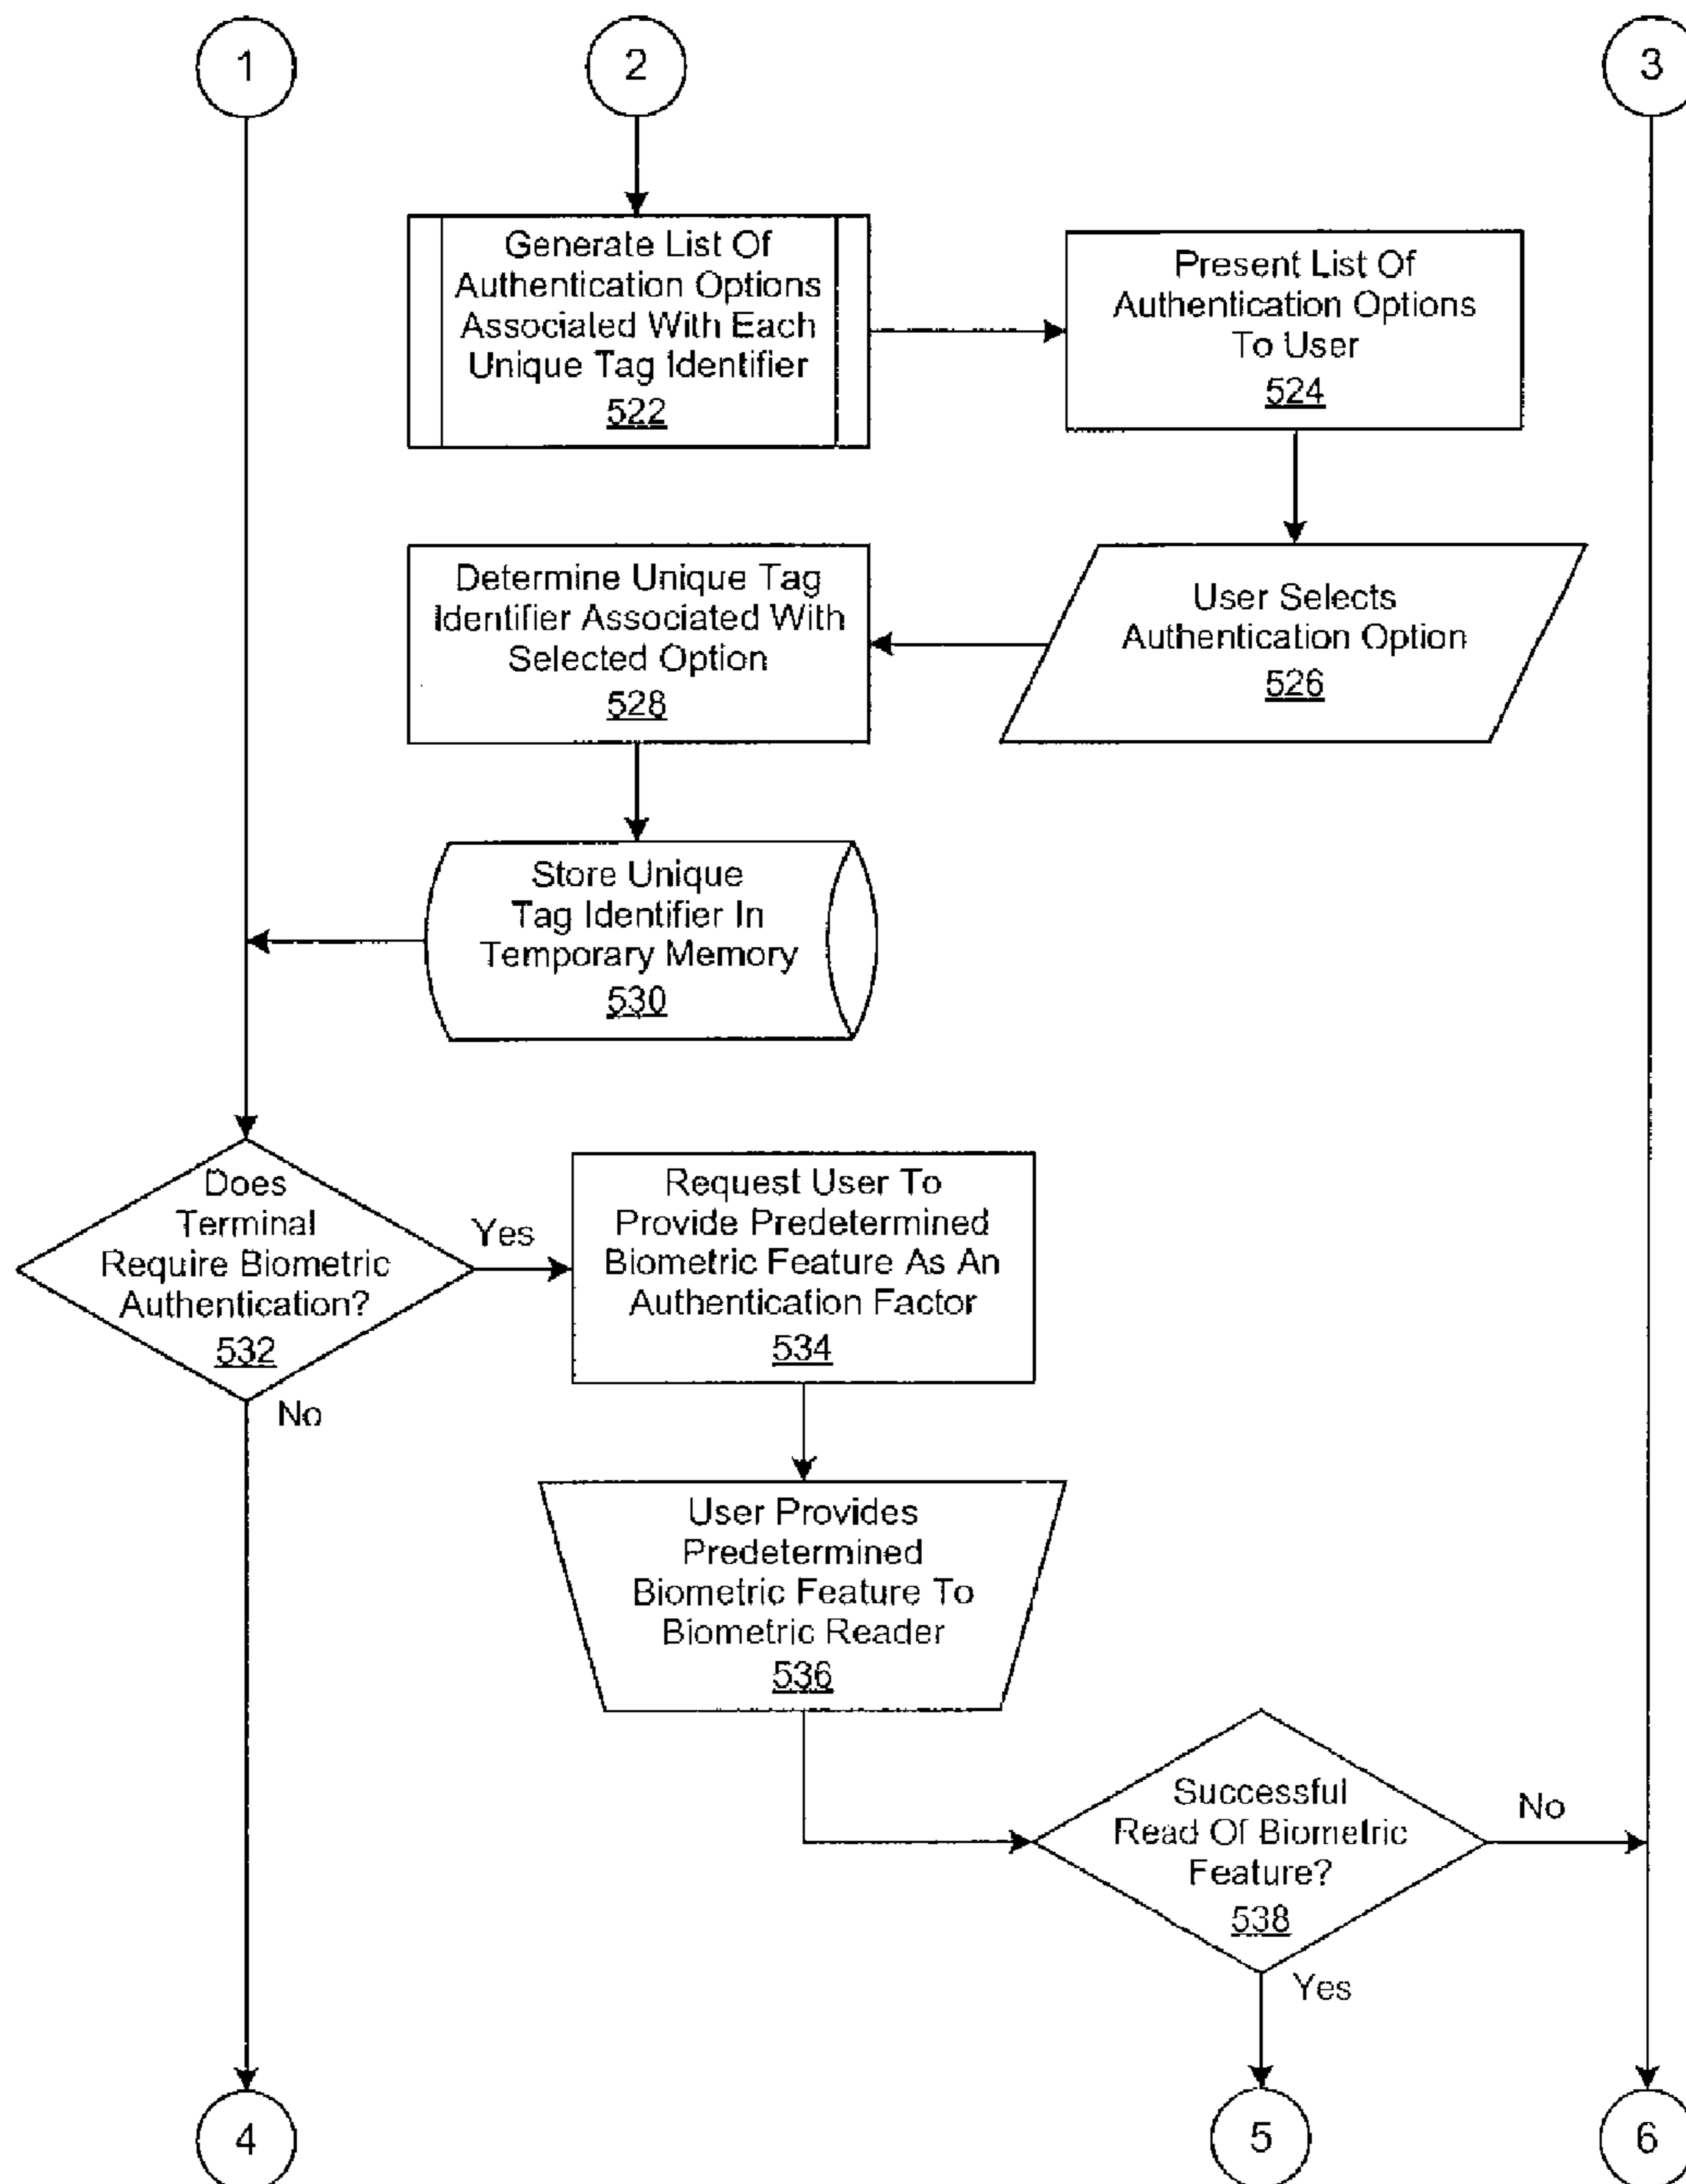 1
2
3
Generate List Of
Authentication Options
Associated With Each
Unique Tag Identifier
522
Present List Of
Authentication Options
To User
524
User Selects
Authentication Option
526
Determine Unique Tag
Identifier Associated With
Selected Option
528
Store Unique
Tag Identifier In
Temporary Memory
530
Does
Terminal
Require Biometric
Authentication?
532
Yes
No
Request User To
Provide Predetermined
Biometric Feature As An
Authentication Factor
534
User Provides
Predetermined
Biometric Feature To
Biometric Reader
536
Successful
Read Of Biometric
Feature?
538
No
Yes
4
5
6